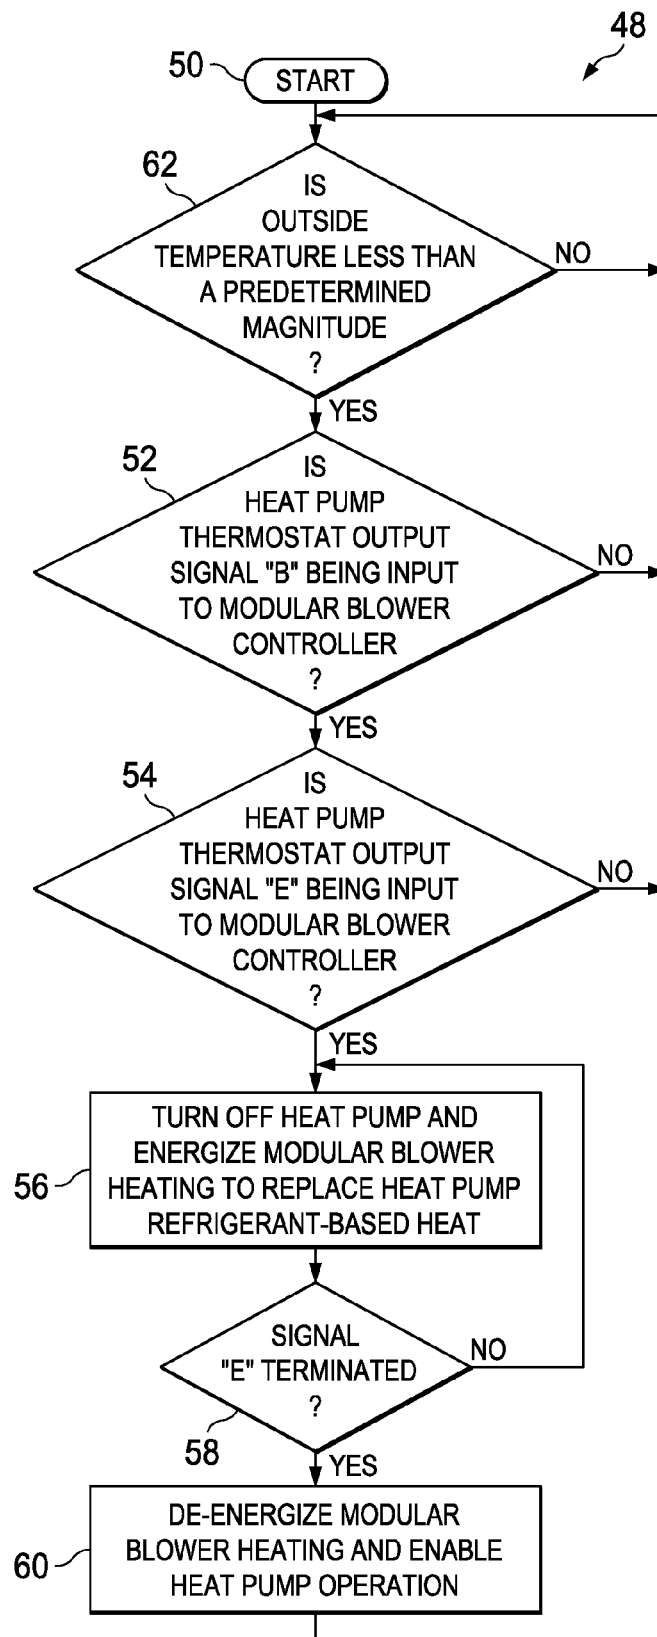 48
50
START
62
IS
OUTSIDE
TEMPERATURE LESS THAN
A PREDETERMINED
MAGNITUDE
?
NO
YES
52
IS
HEAT PUMP
THERMOSTAT OUTPUT
SIGNAL "B" BEING INPUT
TO MODULAR BLOWER
CONTROLLER
?
NO
YES
54
IS
HEAT PUMP
THERMOSTAT OUTPUT
SIGNAL "E" BEING INPUT
TO MODULAR BLOWER
CONTROLLER
?
NO
YES
56
TURN OFF HEAT PUMP AND
ENERGIZE MODULAR BLOWER
HEATING TO REPLACE HEAT PUMP
REFRIGERANT-BASED HEAT
SIGNAL
"E" TERMINATED
?
NO
58
YES
60
DE-ENERGIZE MODULAR
BLOWER HEATING AND ENABLE
HEAT PUMP OPERATION